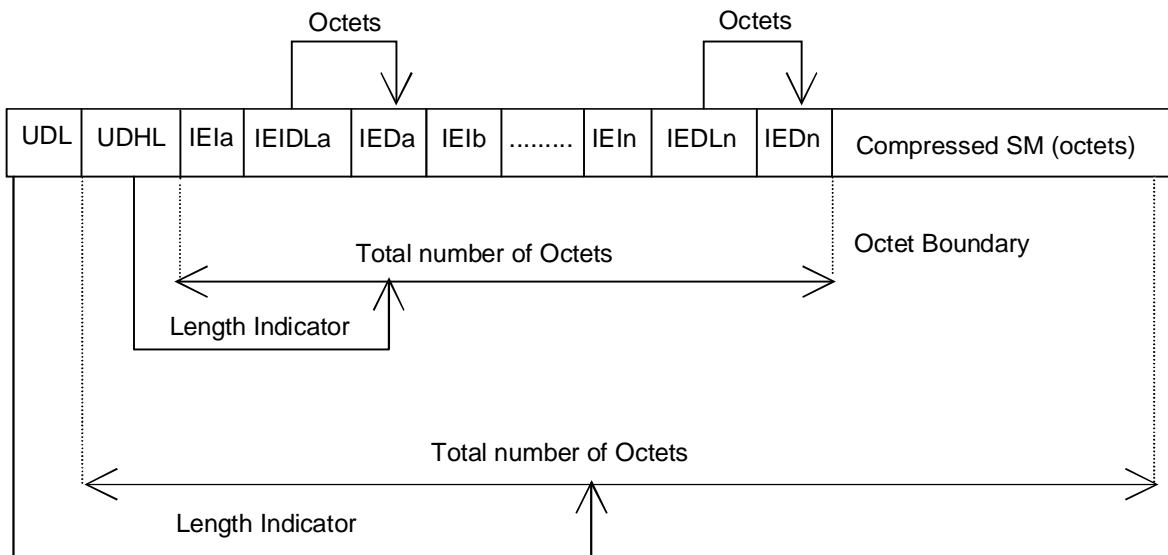 Octets Octets
UDL UDHL IEIa IEIDLa IEDa IEIb ......... IEIn IEDLn IEDn Compressed SM (octets)
Total number of Octets Octet Boundary
Length Indicator
Total number of Octets
Length Indicator